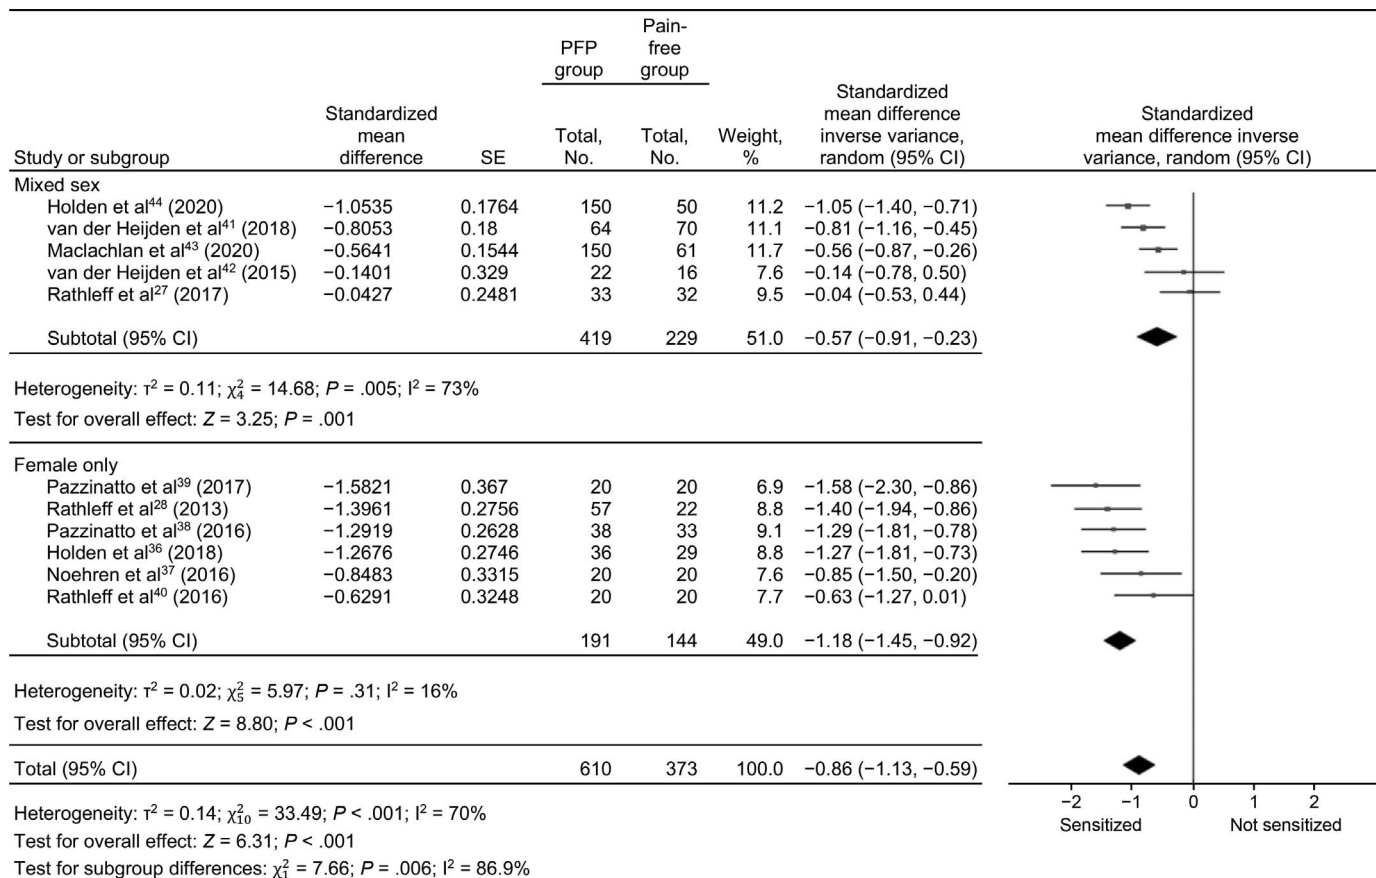 PFP group
Pain-free group
Study or subgroup	Standardized mean difference	SE	Total, No.	Total, No.	Weight, %	Standardized mean difference inverse variance, random (95% CI)	Standardized mean difference inverse variance, random (95% CI)
Mixed sex
Holden et al⁴⁴ (2020)	−1.0535	0.1764	150	50	11.2	−1.05 (−1.40, −0.71)
van der Heijden et al⁴¹ (2018)	−0.8053	0.18	64	70	11.1	−0.81 (−1.16, −0.45)
Maclachlan et al⁴³ (2020)	−0.5641	0.1544	150	61	11.7	−0.56 (−0.87, −0.26)
van der Heijden et al⁴² (2015)	−0.1401	0.329	22	16	7.6	−0.14 (−0.78, 0.50)
Rathleff et al²⁷ (2017)	−0.0427	0.2481	33	32	9.5	−0.04 (−0.53, 0.44)
Subtotal (95% CI)	419	229	51.0	−0.57 (−0.91, −0.23)
Heterogeneity: τ² = 0.11; χ²₄ = 14.68; P = .005; I² = 73%
Test for overall effect: Z = 3.25; P = .001
Female only
Pazzinatto et al³⁹ (2017)	−1.5821	0.367	20	20	6.9	−1.58 (−2.30, −0.86)
Rathleff et al²⁸ (2013)	−1.3961	0.2756	57	22	8.8	−1.40 (−1.94, −0.86)
Pazzinatto et al³⁸ (2016)	−1.2919	0.2628	38	33	9.1	−1.29 (−1.81, −0.78)
Holden et al³⁶ (2018)	−1.2676	0.2746	36	29	8.8	−1.27 (−1.81, −0.73)
Noehren et al³⁷ (2016)	−0.8483	0.3315	20	20	7.6	−0.85 (−1.50, −0.20)
Rathleff et al⁴⁰ (2016)	−0.6291	0.3248	20	20	7.7	−0.63 (−1.27, 0.01)
Subtotal (95% CI)	191	144	49.0	−1.18 (−1.45, −0.92)
Heterogeneity: τ² = 0.02; χ²₅ = 5.97; P = .31; I² = 16%
Test for overall effect: Z = 8.80; P < .001
Total (95% CI)	610	373	100.0	−0.86 (−1.13, −0.59)
−2	−1	0	1	2
Sensitized	Not sensitized
Heterogeneity: τ² = 0.14; χ²₁₀ = 33.49; P < .001; I² = 70%
Test for overall effect: Z = 6.31; P < .001
Test for subgroup differences: χ²₁ = 7.66; P = .006; I² = 86.9%